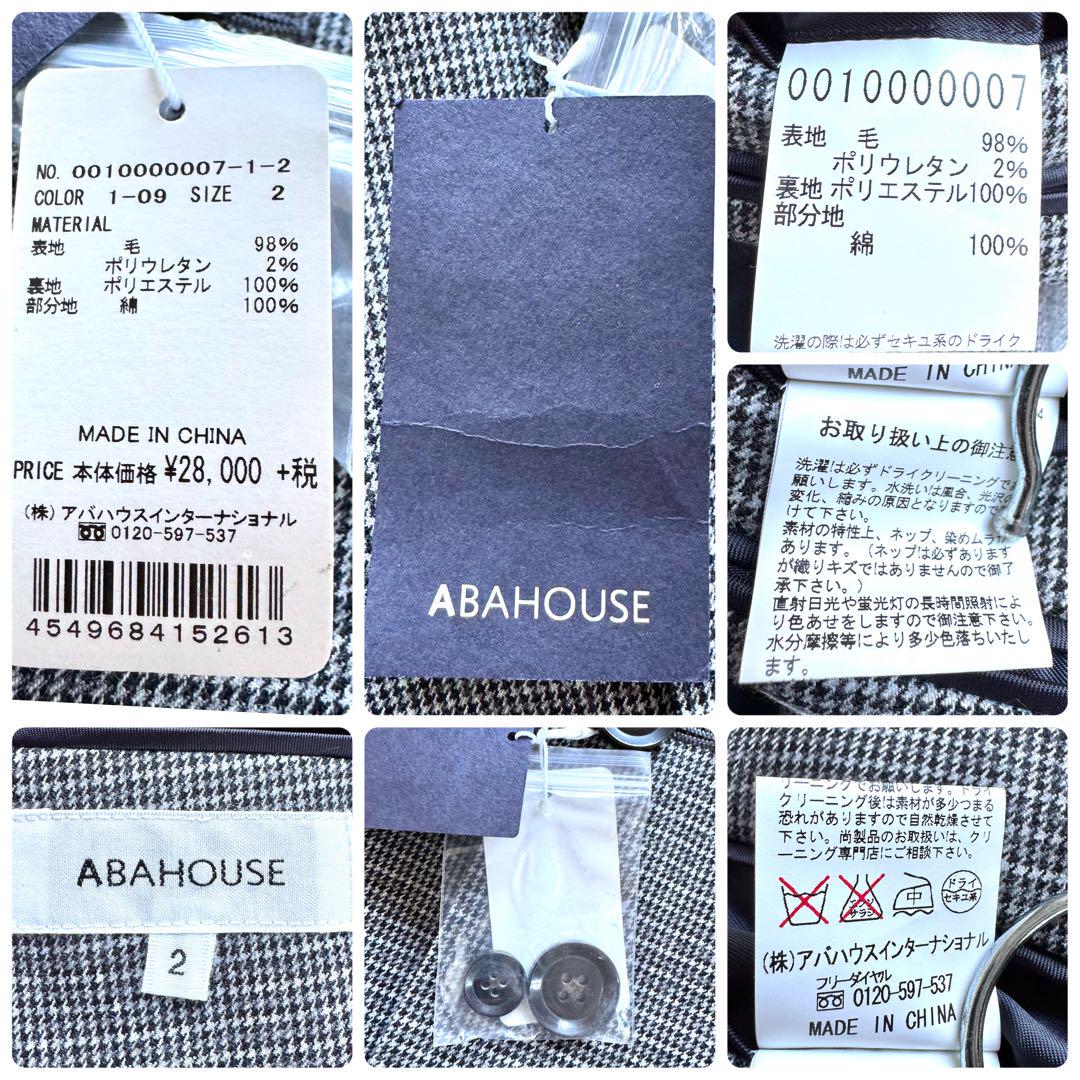 NO. 0010000007-1-2
COLOR 1-09 SIZE 2
MATERIAL
表地 毛 98%
ポリウレタン 2%
裏地 ポリエステル 100%
部分地 綿 100%
MADE IN CHINA
PRICE 本体価格 ¥28,000 +税
(株)アバハウスインターナショナル
0120-597-537
4549684152613
ABAHOUSE
0010000007
表地 毛 98%
ポリウレタン 2%
裏地 ポリエステル100%
部分地
綿 100%
洗濯の際は必ずセキユ系のドライク
MADE IN CHINA
お取り扱い上の御注意
洗濯は必ずドライクリーニングでお
願いします。水洗いは風合、光沢の
変化、縮みの原因となりますので
けて下さい。
素材の特性上、ネップ、染めムラが
あります。(ネップは必ずあります
が織りキズではありませんので御了
承下さい。)
直射日光や蛍光灯の長時間照射によ
り色あせをしますので御注意下さい。
水分摩擦等により多少色落ちいたし
ます。
ABAHOUSE
2
リーニングでお願いします。ドライ
クリーニング後は素材が多少つまる
恐れがありますので自然乾燥させて
下さい。尚製品のお取扱いは、クリ
ーニング専門店にご相談下さい。
エンソ サラシ 中 ドライ セキユ系
(株)アバハウスインターナショナル
フリーダイヤル
0120-597-537
MADE IN CHINA